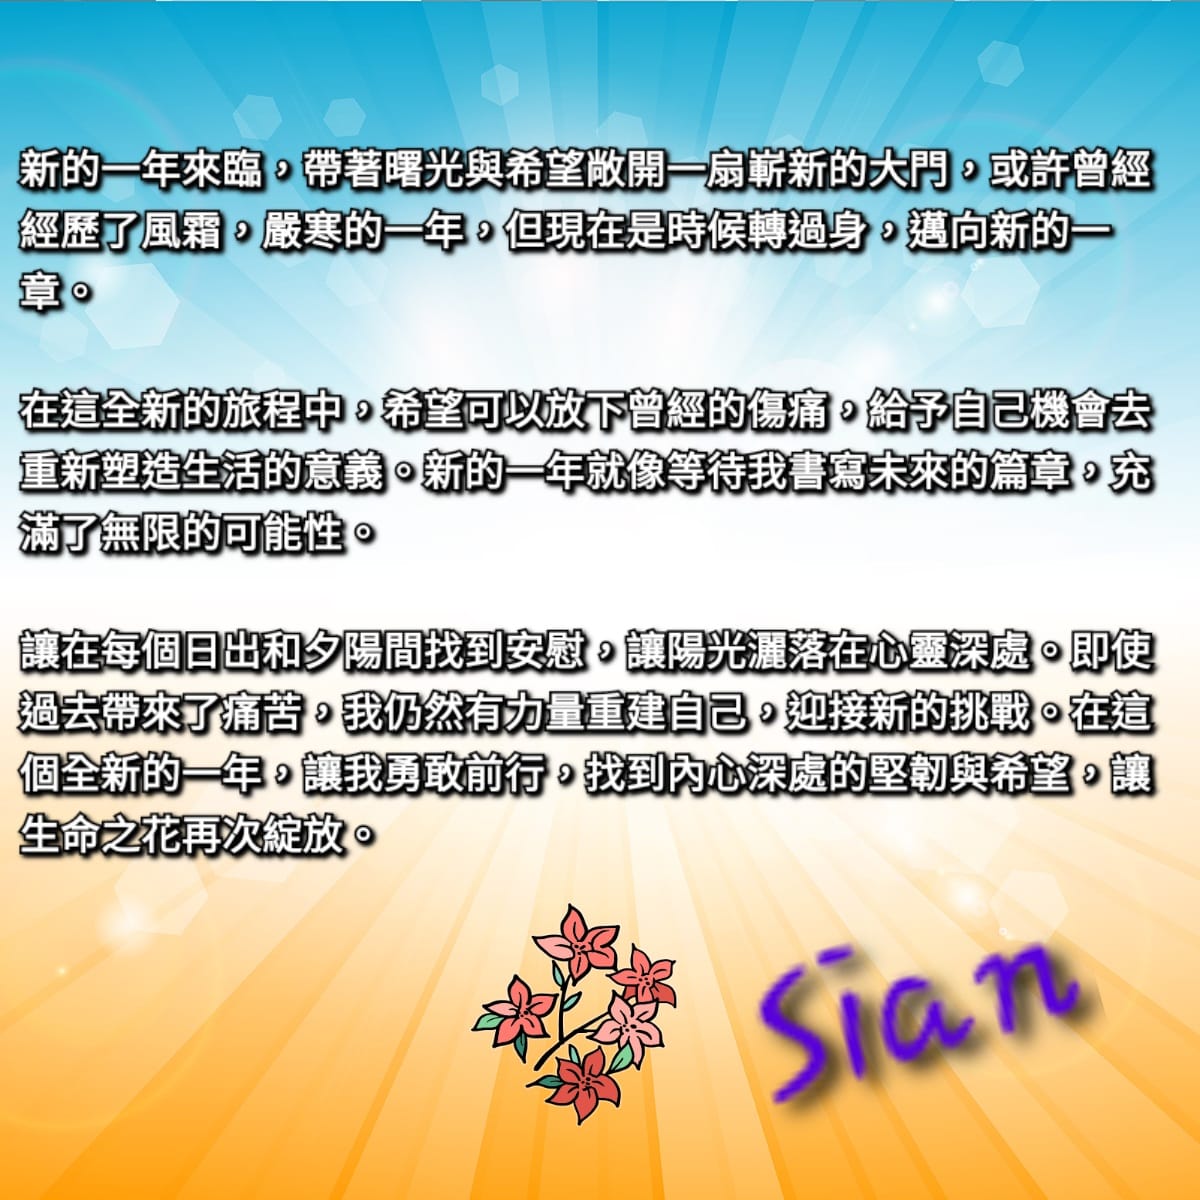 新的一年來臨，帶著曙光與希望敞開一扇嶄新的大門，或許曾經
經歷了風霜，嚴寒的一年，但現在是時候轉過身，邁向新的一
章。
在這全新的旅程中，希望可以放下曾經的傷痛，給予自己機會去
重新塑造生活的意義。新的一年就像等待我書寫未來的篇章，充
滿了無限的可能性。
讓在每個日出和夕陽間找到安慰，讓陽光灑落在心靈深處。即使
過去帶來了痛苦，我仍然有力量重建自己，迎接新的挑戰。在這
個全新的一年，讓我勇敢前行，找到內心深處的堅韌與希望，讓
生命之花再次綻放。
Sian